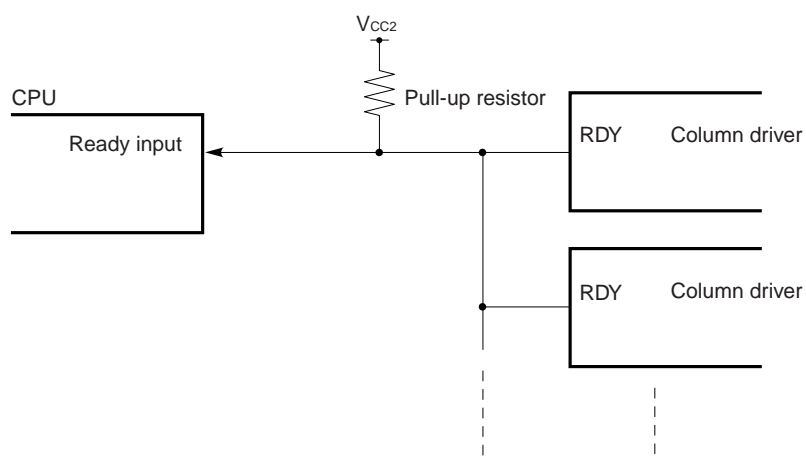 VCC2
Pull-up resistor
CPU
Ready input
RDY Column driver
RDY Column driver